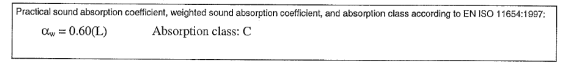 Practical sound absorption coefficient, weighted sound absorption coefficient, and absorption class according to EN ISO 11654:1997:
αw = 0.60(L) Absorption class: C